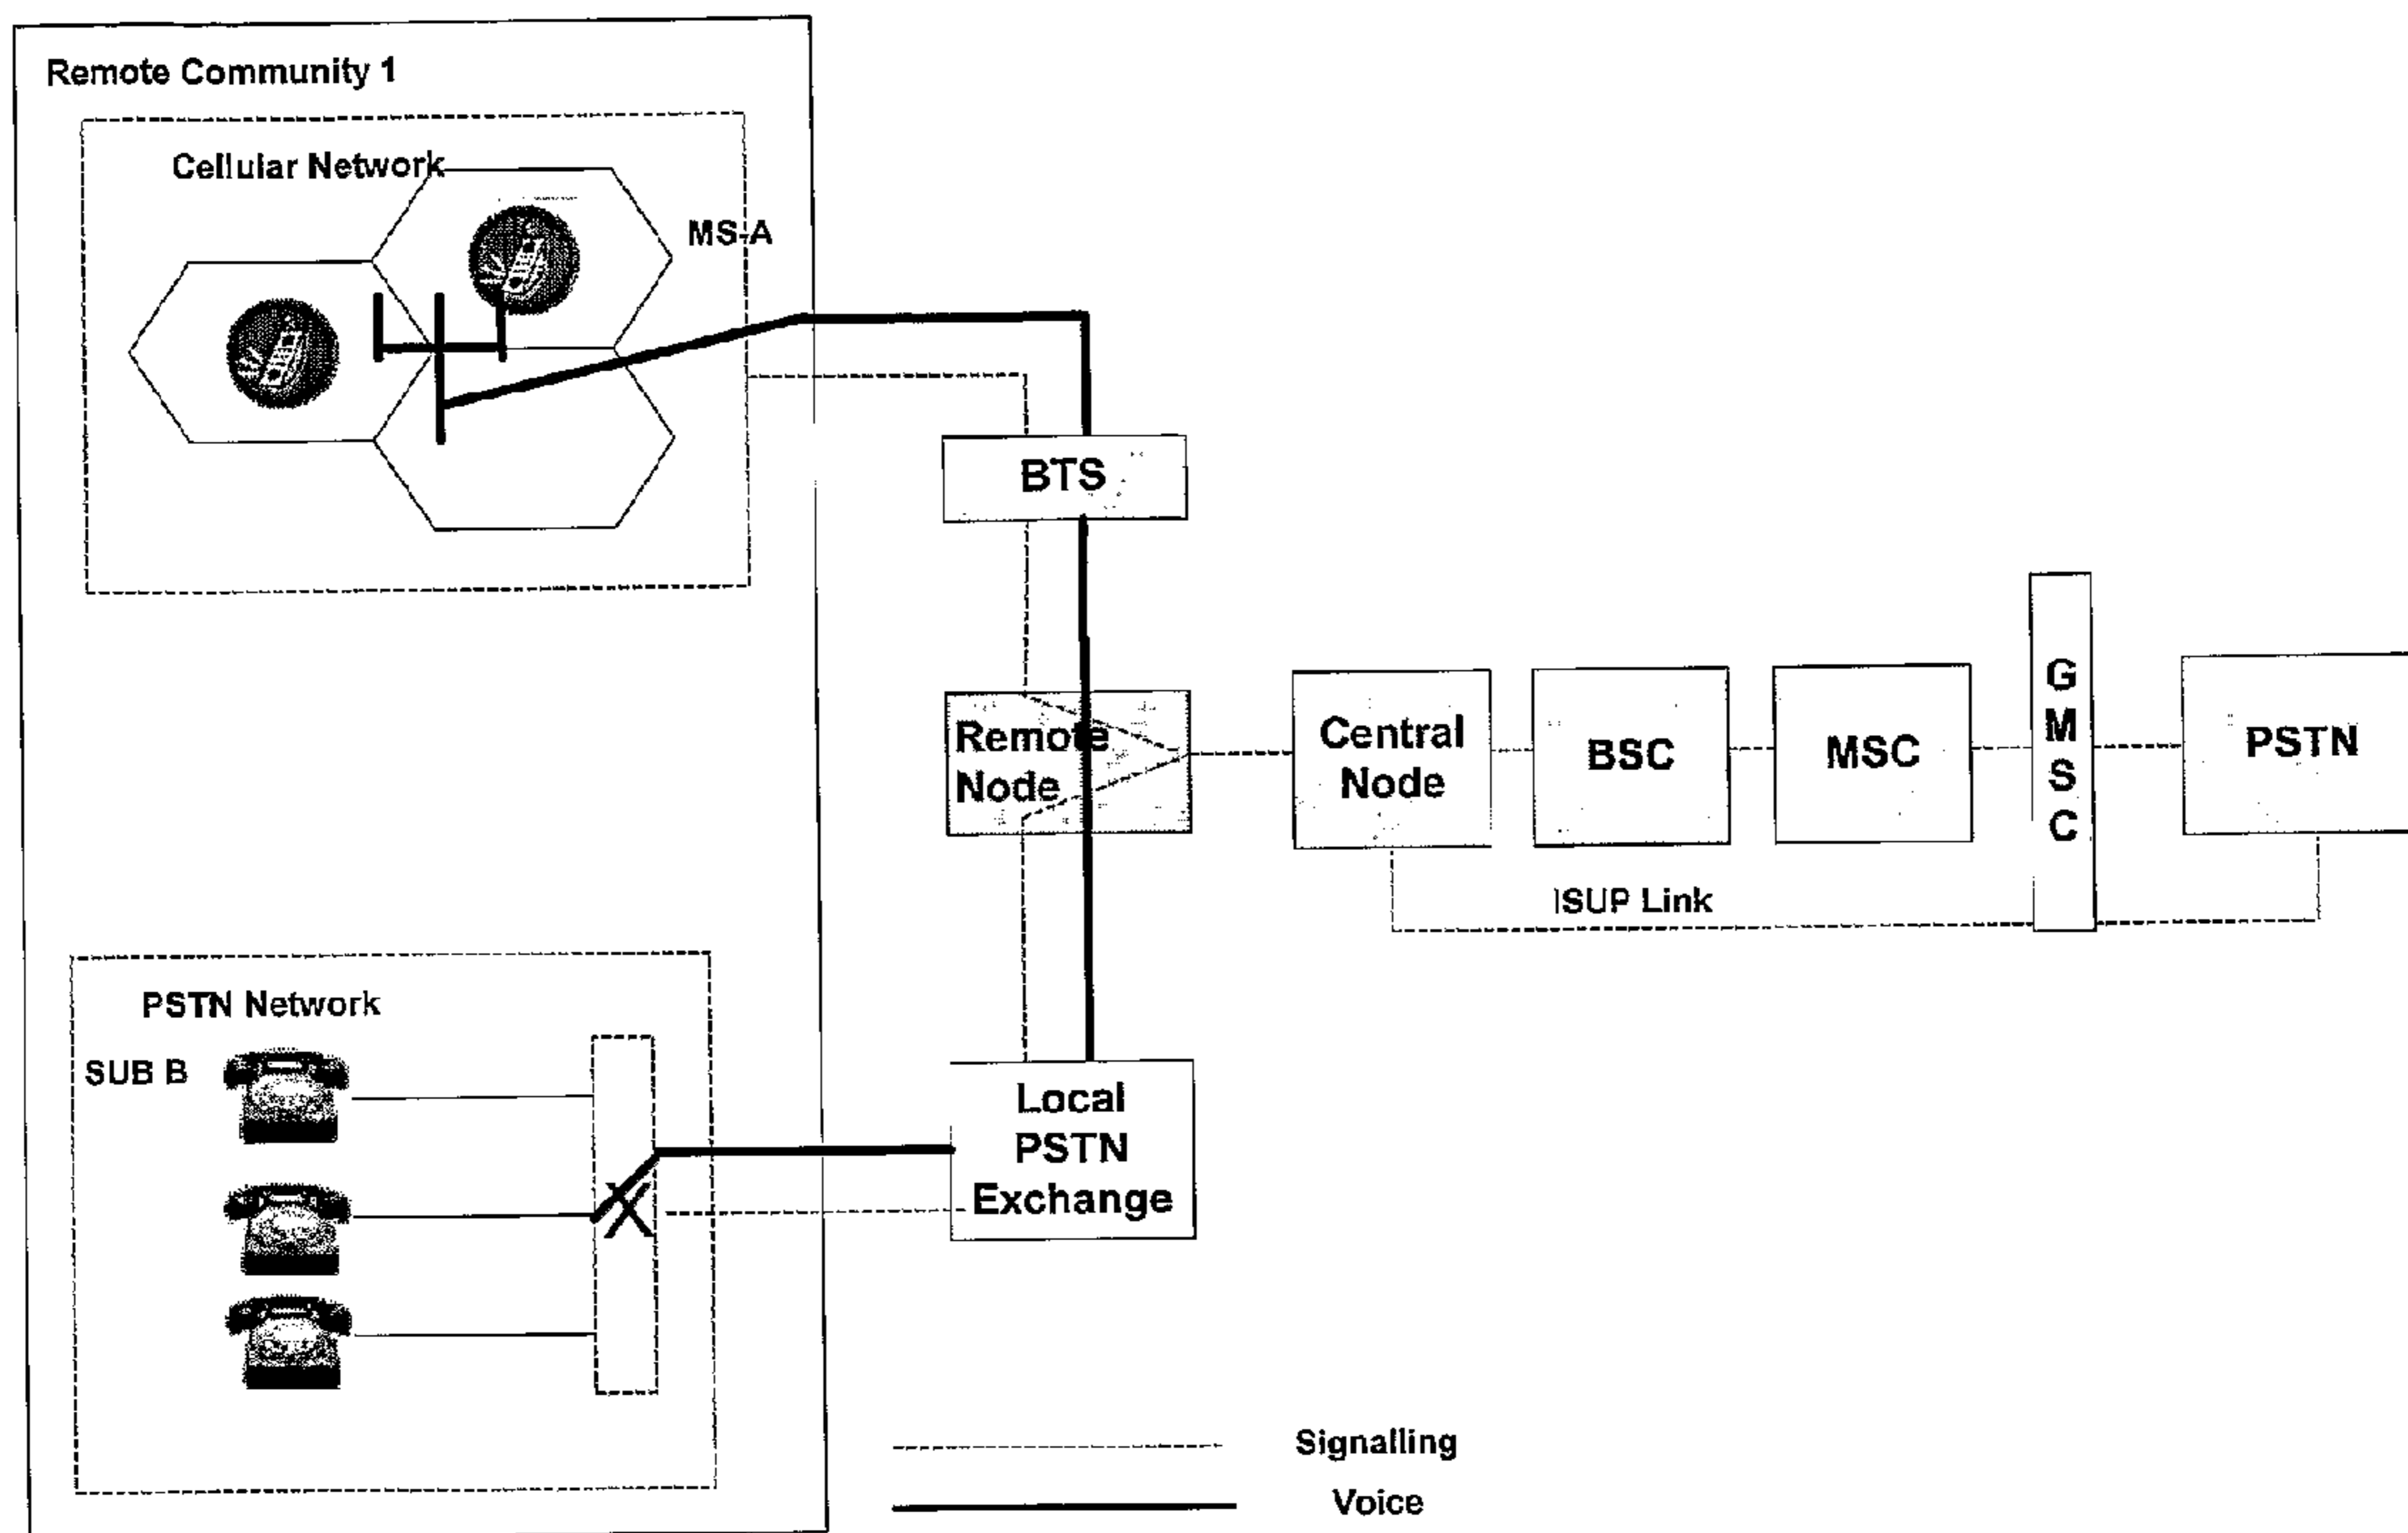 Remote Community 1
Cellular Network
MS-A
BTS
Remote
Node
Central
Node
BSC
MSC
G
M
S
C
PSTN
ISUP Link
PSTN Network
SUB B
Local
PSTN
Exchange
Signalling
Voice